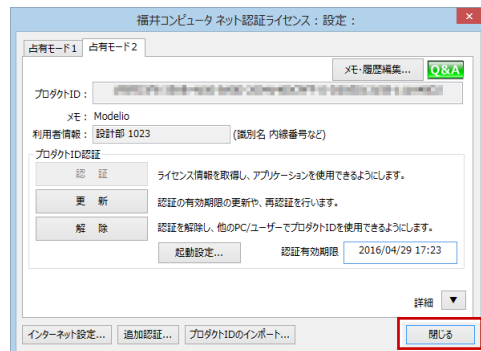 福井コンピュータ ネット認証ライセンス：設定：
占有モード1 占有モード2
メモ・履歴編集... Q&A
プロダクトID：
メモ： Modelio
利用者情報： 設計部 1023 (識別名 内線番号など)
プロダクトID認証
認 証 ライセンス情報を取得し、アプリケーションを使用できるようにします。
更 新 認証の有効期限の更新や、再認証を行います。
解 除 認証を解除し、他のPC/ユーザーでプロダクトIDを使用できるようにします。
起動設定... 認証有効期限 2016/04/29 17:23
詳細 ▼
インターネット設定... 追加認証... プロダクトIDのインポート... 閉じる